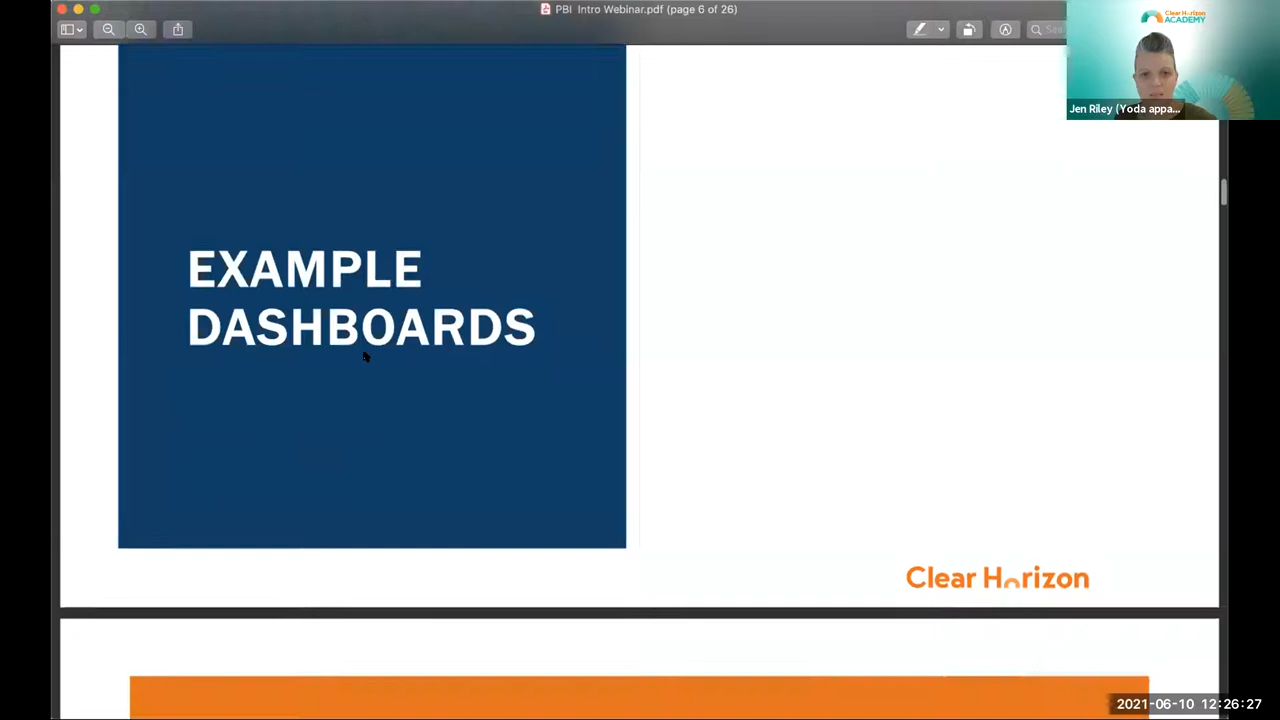 PBI Intro Webinar.pdf (page 6 of 26)
Clear Horizon
ACADEMY
Jen Riley (Yoda appa...
EXAMPLE
DASHBOARDS
Clear Horizon
2021-06-10 12:26:27